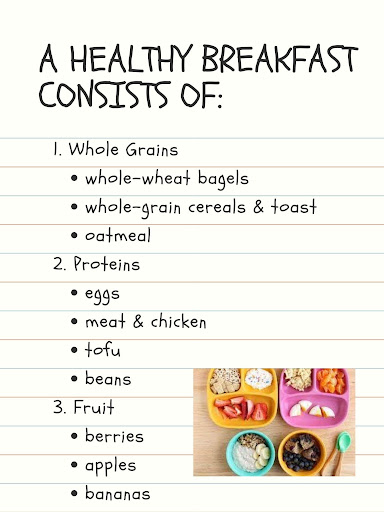 A HEALTHY BREAKFAST
CONSISTS OF:
1. Whole Grains
• whole-wheat bagels
• whole-grain cereals & toast
• oatmeal
2. Proteins
• eggs
• meat & chicken
• tofu
• beans
3. Fruit
• berries
• apples
• bananas